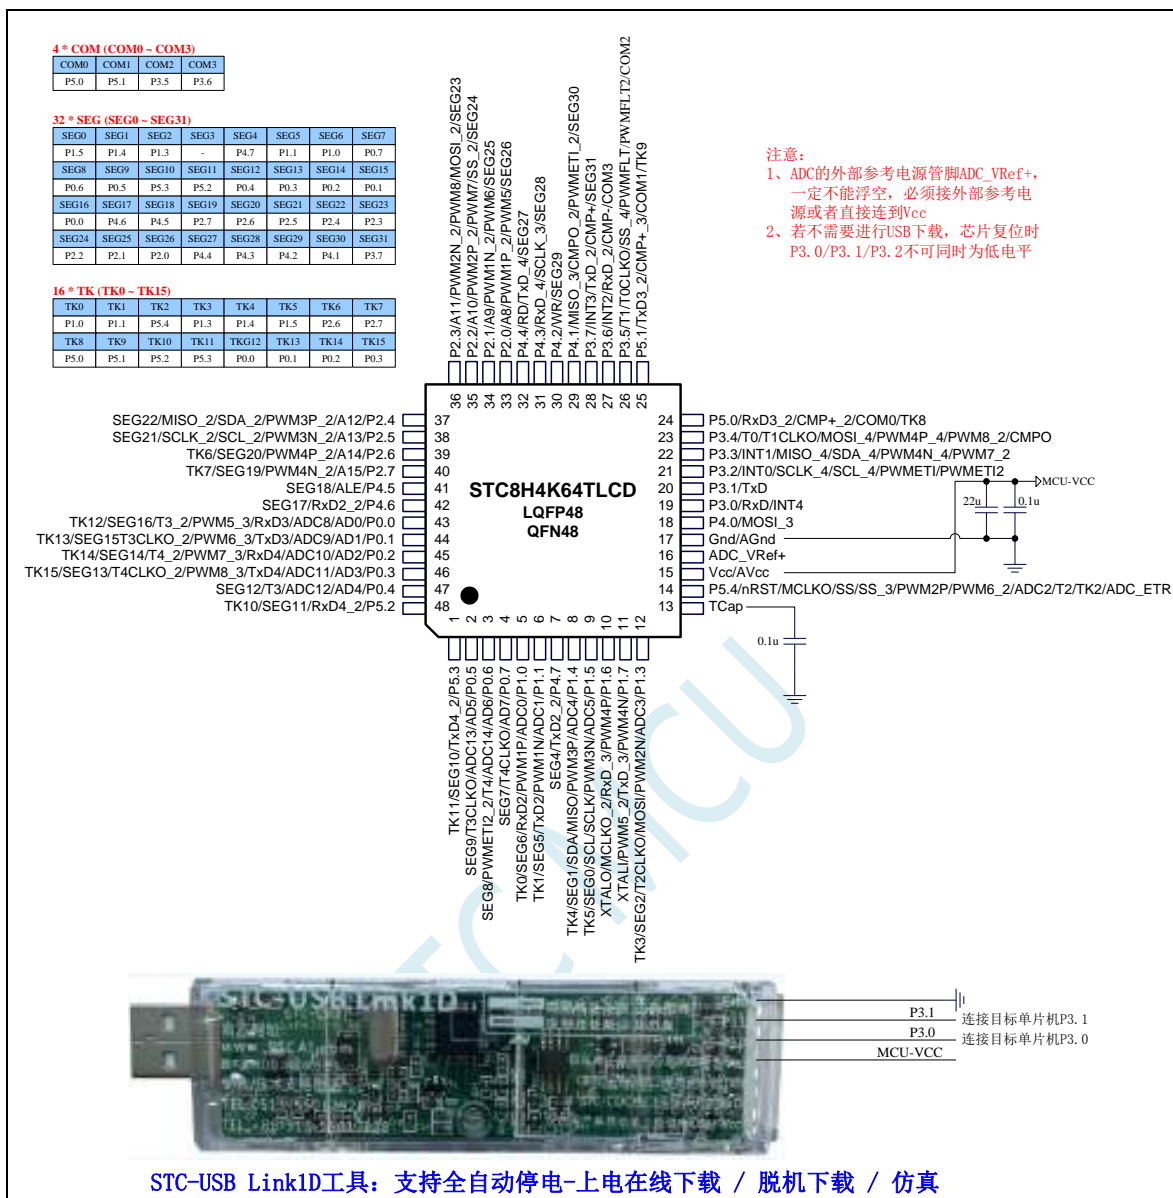 4 * COM (COM0 ~ COM3)
COM0 COM1 COM2 COM3
P5.0 P5.1 P3.5 P3.6
32 * SEG (SEG0 ~ SEG31)
SEG0 SEG1 SEG2 SEG3 SEG4 SEG5 SEG6 SEG7
P1.5 P1.4 P1.3 - P4.7 P1.1 P1.0 P0.7
SEG8 SEG9 SEG10 SEG11 SEG12 SEG13 SEG14 SEG15
P0.6 P0.5 P5.3 P5.2 P0.4 P0.3 P0.2 P0.1
SEG16 SEG17 SEG18 SEG19 SEG20 SEG21 SEG22 SEG23
P0.0 P4.6 P4.5 P2.7 P2.6 P2.5 P2.4 P2.3
SEG24 SEG25 SEG26 SEG27 SEG28 SEG29 SEG30 SEG31
P2.2 P2.1 P2.0 P4.4 P4.3 P4.2 P4.1 P3.7
16 * TK (TK0 ~ TK15)
TK0 TK1 TK2 TK3 TK4 TK5 TK6 TK7
P1.0 P1.1 P5.4 P1.3 P1.4 P1.5 P2.6 P2.7
TK8 TK9 TK10 TK11 TKG12 TK13 TK14 TK15
P5.0 P5.1 P5.2 P5.3 P0.0 P0.1 P0.2 P0.3
P2.3/A11/PWM2N_2/PWM8/MOSI_2/SEG23
P2.2/A10/PWM2P_2/PWM7/SS_2/SEG24
P2.1/A9/PWM1N_2/PWM6/SEG25
P2.0/A8/PWM1P_2/PWM5/SEG26
P4.4/RD/TxD_4/SEG27
P4.3/RxD_4/SCLK_3/SEG28
P4.2/WR/SEG29
P4.1/MISO_3/CMPO_2/PWMETI_2/SEG30
P3.7/INT3/TxD_2/CMP+/SEG31
P3.6/INT2/RxD_2/CMP-/COM3
P3.5/T1/T0CLKO/SS_4/PWMFLT/PWMFLT2/COM2
P5.1/TxD3_2/CMP+_3/COM1/TK9
注意:
1、ADC的外部参考电源管脚ADC_VRef+,
一定不能浮空，必须接外部参考电
源或者直接连到Vcc
2、若不需要进行USB下载，芯片复位时
P3.0/P3.1/P3.2不可同时为低电平
36 35 34 33 32 31 30 29 28 27 26 25
SEG22/MISO_2/SDA_2/PWM3P_2/A12/P2.4 37
SEG21/SCLK_2/SCL_2/PWM3N_2/A13/P2.5 38
TK6/SEG20/PWM4P_2/A14/P2.6 39
TK7/SEG19/PWM4N_2/A15/P2.7 40
SEG18/ALE/P4.5 41
SEG17/RxD2_2/P4.6 42
TK12/SEG16/T3_2/PWM5_3/RxD3/ADC8/AD0/P0.0 43
TK13/SEG15T3CLKO_2/PWM6_3/TxD3/ADC9/AD1/P0.1 44
TK14/SEG14/T4_2/PWM7_3/RxD4/ADC10/AD2/P0.2 45
TK15/SEG13/T4CLKO_2/PWM8_3/TxD4/ADC11/AD3/P0.3 46
SEG12/T3/ADC12/AD4/P0.4 47
TK10/SEG11/RxD4_2/P5.2 48
STC8H4K64TLCD
LQFP48
QFN48
24 P5.0/RxD3_2/CMP+_2/COM0/TK8
23 P3.4/T0/T1CLKO/MOSI_4/PWM4P_4/PWM8_2/CMPO
22 P3.3/INT1/MISO_4/SDA_4/PWM4N_4/PWM7_2
21 P3.2/INT0/SCLK_4/SCL_4/PWMETI/PWMETI2
20 P3.1/TxD
19 P3.0/RxD/INT4
18 P4.0/MOSI_3
17 Gnd/AGnd
16 ADC_VRef+
15 Vcc/AVcc
14 P5.4/nRST/MCLKO/SS/SS_3/PWM2P/PWM6_2/ADC2/T2/TK2/ADC_ETR
13 TCap
MCU-VCC
22u 0.1u
0.1u
1 2 3 4 5 6 7 8 9 10 11 12
TK11/SEG10/TxD4_2/P5.3
SEG9/T3CLKO/ADC13/AD5/P0.5
SEG8/PWMETI2_2/T4/ADC14/AD6/P0.6
SEG7/T4CLKO/AD7/P0.7
TK0/SEG6/RxD2/PWM1P/ADC0/P1.0
TK1/SEG5/TxD2/PWM1N/ADC1/P1.1
SEG4/TxD2_2/P4.7
TK4/SEG1/SDA/MISO/PWM3P/ADC4/P1.4
TK5/SEG0/SCL/SCLK/PWM3N/ADC5/P1.5
XTALO/MCLKO_2/RxD_3/PWM4P/P1.6
XTALI/PWM5_2/TxD_3/PWM4N/P1.7
TK3/SEG2/T2CLKO/MOSI/PWM2N/ADC3/P1.3
STC MCU
STC-USB Link1D
P3.1 连接目标单片机P3.1
P3.0 连接目标单片机P3.0
MCU-VCC
STC-USB Link1D工具: 支持全自动停电-上电在线下载 / 脱机下载 / 仿真